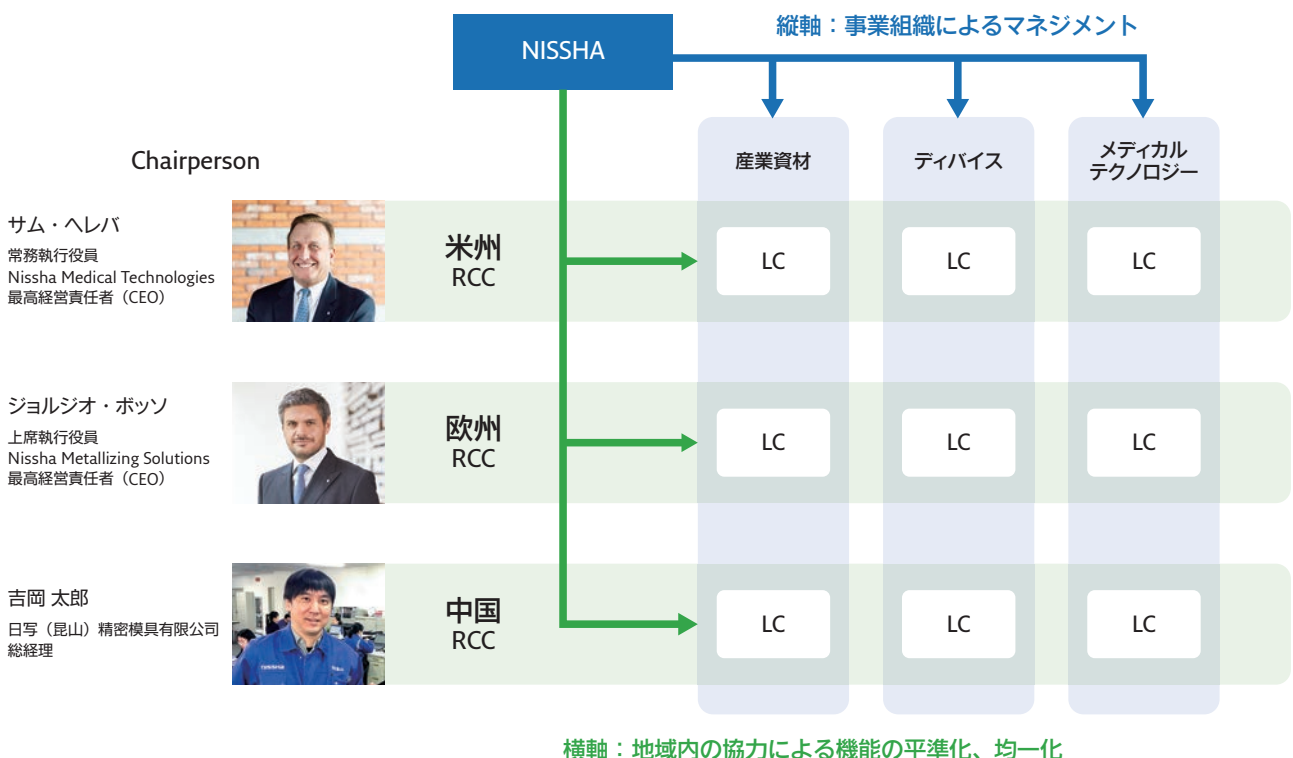 縦軸：事業組織によるマネジメント
NISSHA
Chairperson
産業資材
ディバイス
メディカル
テクノロジー
サム・ヘレバ
常務執行役員
Nissha Medical Technologies
最高経営責任者（CEO）
米州
RCC
LC
LC
LC
ジョルジオ・ボッソ
上席執行役員
Nissha Metallizing Solutions
最高経営責任者（CEO）
欧州
RCC
LC
LC
LC
吉岡 太郎
日写（昆山）精密模具有限公司
総経理
中国
RCC
LC
LC
LC
横軸：地域内の協力による機能の平準化、均一化